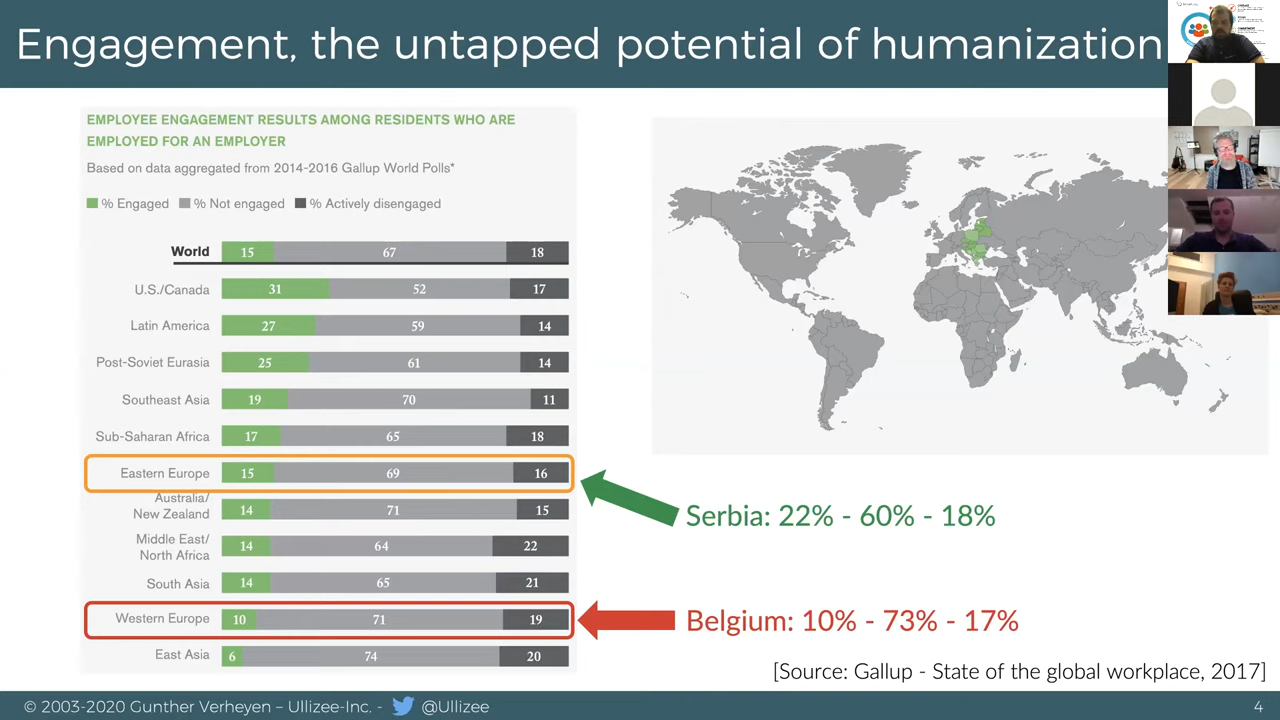 Engagement, the untapped potential of humanization
EMPLOYEE ENGAGEMENT RESULTS AMONG RESIDENTS WHO ARE
EMPLOYED FOR AN EMPLOYER
Based on data aggregated from 2014-2016 Gallup World Polls*
% Engaged % Not engaged % Actively disengaged
World 15 67 18
U.S./Canada 31 52 17
Latin America 27 59 14
Post-Soviet Eurasia 25 61 14
Southeast Asia 19 70 11
Sub-Saharan Africa 17 65 18
Eastern Europe 15 69 16
Australia/
New Zealand 14 71 15
Middle East/
North Africa 14 64 22
South Asia 14 65 21
Western Europe 10 71 19
East Asia 6 74 20
Serbia: 22% - 60% - 18%
Belgium: 10% - 73% - 17%
[Source: Gallup - State of the global workplace, 2017]
© 2003-2020 Gunther Verheyen – Ullizee-Inc. - @Ullizee
4